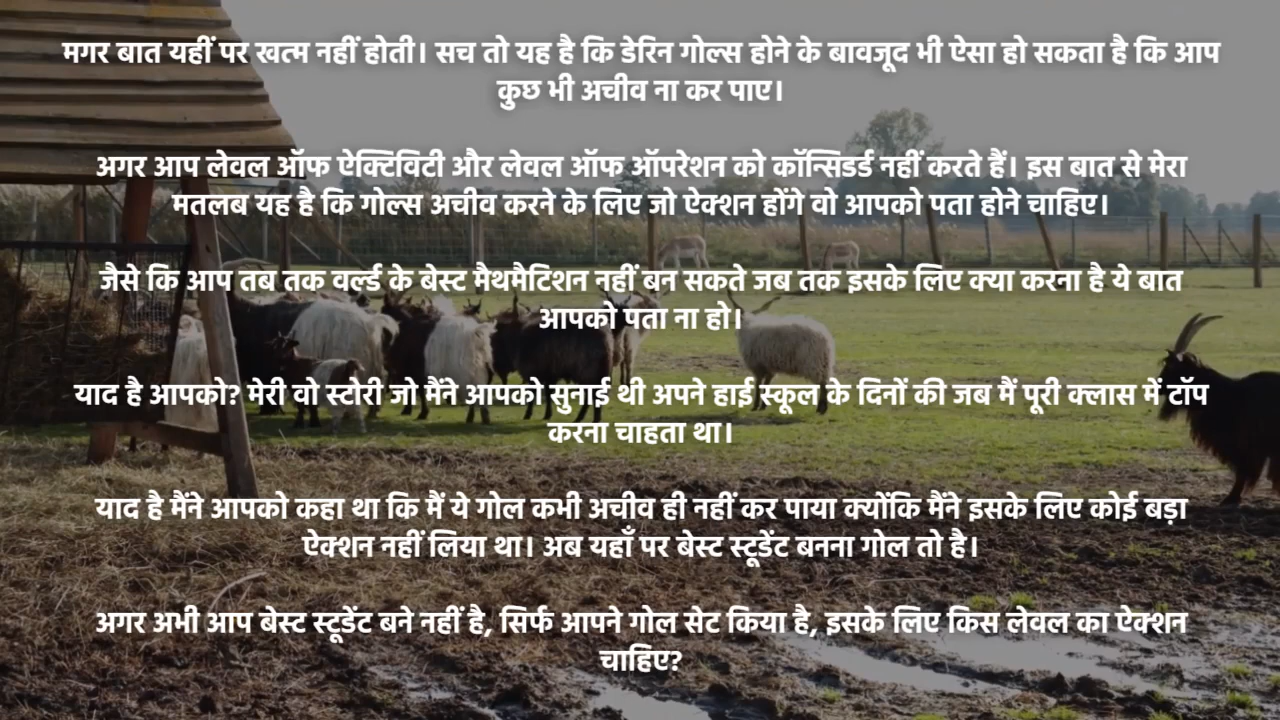 मगर बात यहीं पर खत्म नहीं होती। सच तो यह है कि डेरिन गोल्स होने के बावजूद भी ऐसा हो सकता है कि आप
कुछ भी अचीव ना कर पाए।
अगर आप लेवल ऑफ ऐक्टिविटी और लेवल ऑफ ऑपरेशन को कॉन्सिडर्ड नहीं करते हैं। इस बात से मेरा
मतलब यह है कि गोल्स अचीव करने के लिए जो ऐक्शन होंगे वो आपको पता होने चाहिए।
जैसे कि आप तब तक वर्ल्ड के बेस्ट मैथमैटिशन नहीं बन सकते जब तक इसके लिए क्या करना है ये बात
आपको पता ना हो।
याद है आपको? मेरी वो स्टोरी जो मैंने आपको सुनाई थी अपने हाई स्कूल के दिनों की जब मैं पूरी क्लास में टॉप
करना चाहता था।
याद है मैंने आपको कहा था कि मैं ये गोल कभी अचीव ही नहीं कर पाया क्योंकि मैंने इसके लिए कोई बड़ा
ऐक्शन नहीं लिया था। अब यहाँ पर बेस्ट स्टूडेंट बनना गोल तो है।
अगर अभी आप बेस्ट स्टूडेंट बने नहीं है, सिर्फ आपने गोल सेट किया है, इसके लिए किस लेवल का ऐक्शन
चाहिए?